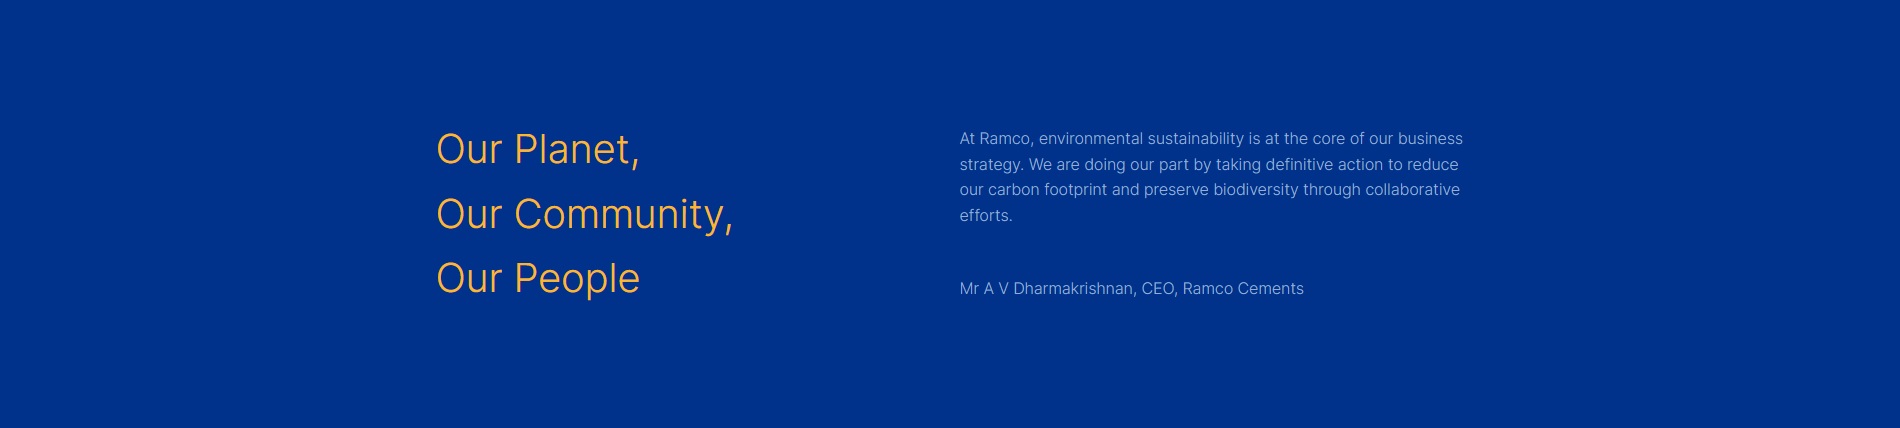 Our Planet,
Our Community,
Our People
At Ramco, environmental sustainability is at the core of our business
strategy. We are doing our part by taking definitive action to reduce
our carbon footprint and preserve biodiversity through collaborative
efforts.
Mr A V Dharmakrishnan, CEO, Ramco Cements